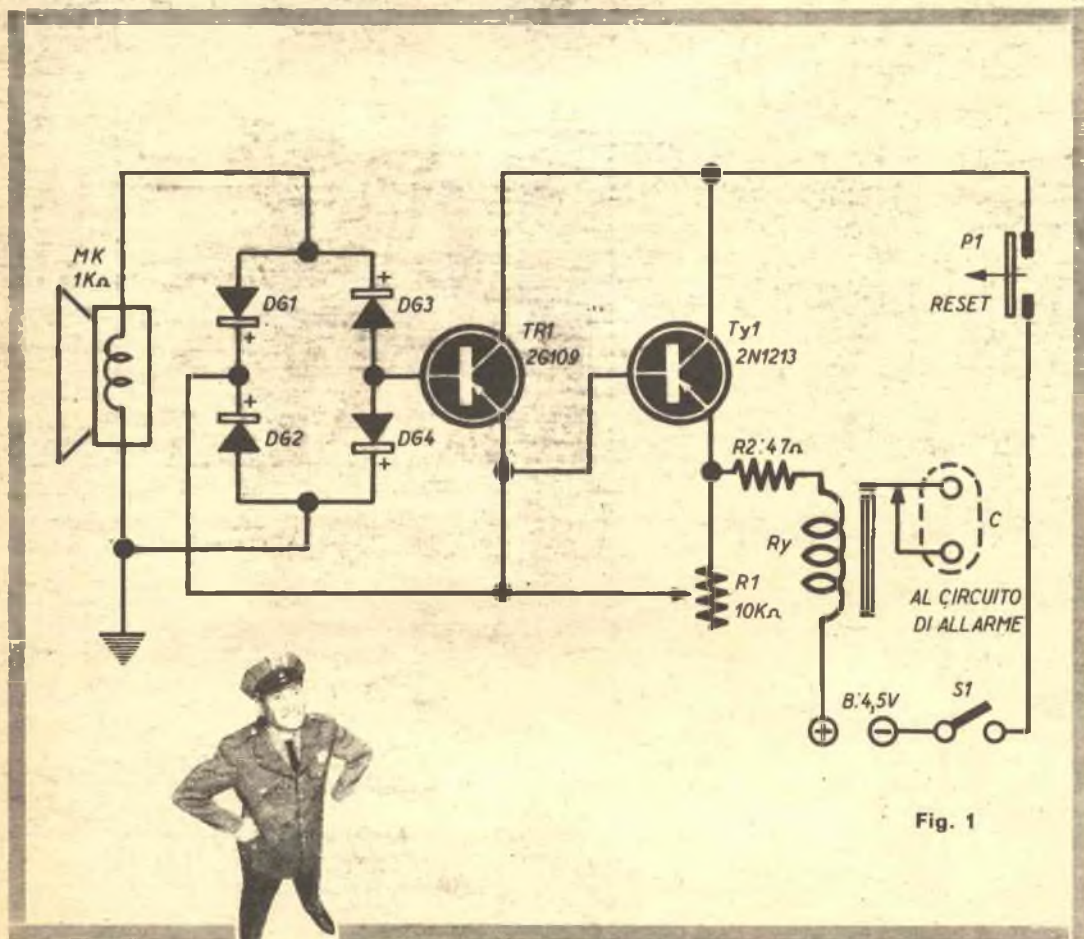 MK
1KΩ
DG1
+
+
DG3
+
DG2
DG4
+
TR1
2G109
Ty1
2N1213
P1
RESET
R2:47Ω
Ry
R1
10KΩ
C
AL CIRCUITO
DI ALLARME
B:4,5V
S1
+
-
Fig. 1